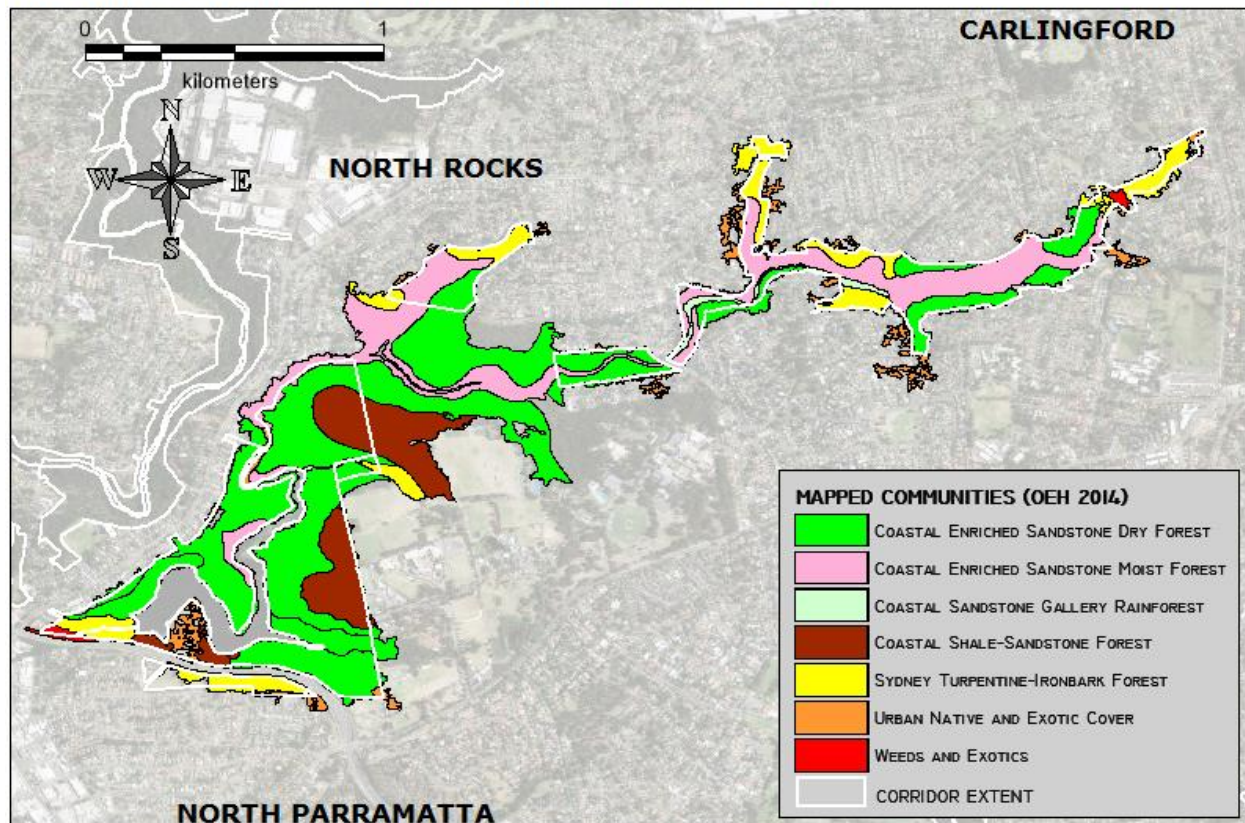 0 1
kilometers
CARLINGFORD
N
W E
S
NORTH ROCKS
NORTH PARRAMATTA
MAPPED COMMUNITIES (OEH 2014)
COASTAL ENRICHED SANDSTONE DRY FOREST
COASTAL ENRICHED SANDSTONE MOIST FOREST
COASTAL SANDSTONE GALLERY RAINFOREST
COASTAL SHALE-SANDSTONE FOREST
SYDNEY TURPENTINE-IRONBARK FOREST
URBAN NATIVE AND EXOTIC COVER
WEEDS AND EXOTICS
CORRIDOR EXTENT